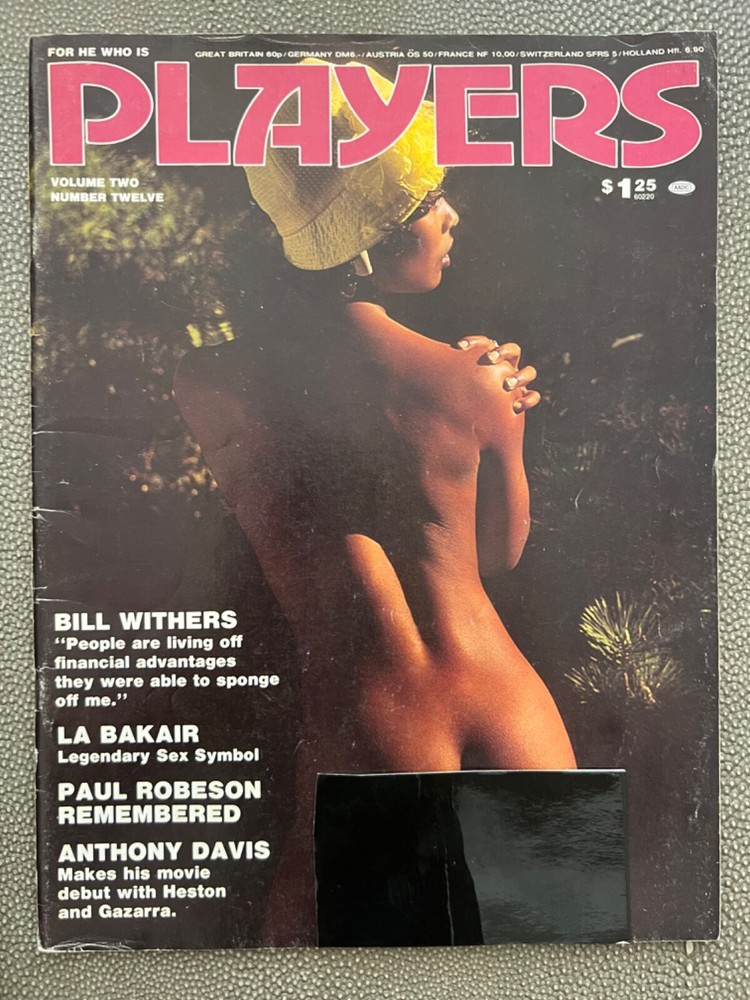 FOR HE WHO IS
GREAT BRITAIN 80p/GERMANY DM6.-/AUSTRIA ÖS 50/FRANCE NF 10,00/SWITZERLAND SFRS 5/HOLLAND Hfl. 6.90
PLAYERS
VOLUME TWO
NUMBER TWELVE
$1.25
60220
BILL WITHERS
“People are living off
financial advantages
they were able to sponge
off me.”
LA BAKAIR
Legendary Sex Symbol
PAUL ROBESON
REMEMBERED
ANTHONY DAVIS
Makes his movie
debut with Heston
and Gazarra.